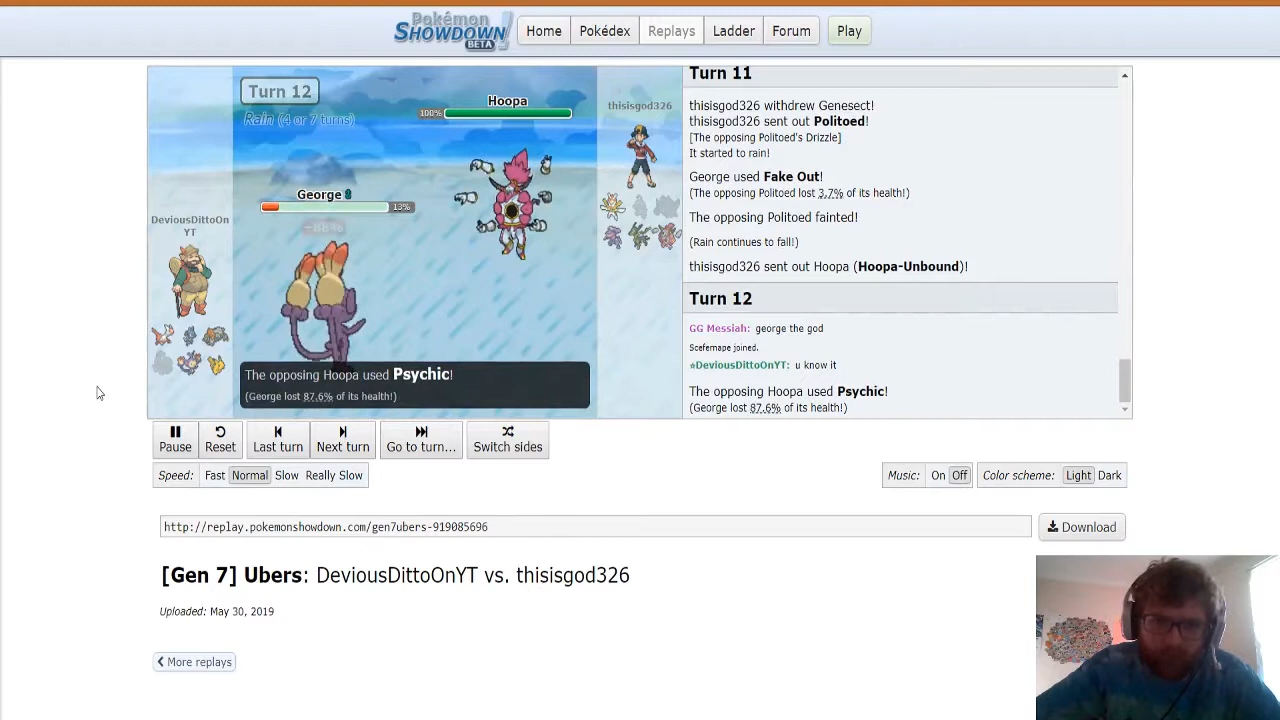 Pokémon
SHOWDOWN!
BETA
Home
Pokédex
Replays
Ladder
Forum
Play
Turn 12
Rain (4 or 7 turns)
Hoopa
100%
George
13%
-88%
DeviousDittoOn
YT
thisisgod326
The opposing Hoopa used Psychic!
(George lost 87.6% of its health!)
Turn 11
thisisgod326 withdrew Genesect!
thisisgod326 sent out Politoed!
[The opposing Politoed's Drizzle]
It started to rain!
George used Fake Out!
(The opposing Politoed lost 3.7% of its health!)
The opposing Politoed fainted!
(Rain continues to fall!)
thisisgod326 sent out Hoopa (Hoopa-Unbound)!
Turn 12
GG Messiah: george the god
Scefemape joined.
☆DeviousDittoOnYT: u know it
The opposing Hoopa used Psychic!
(George lost 87.6% of its health!)
Pause
Reset
Last turn
Next turn
Go to turn...
Switch sides
Speed: Fast Normal Slow Really Slow
Music: On Off
Color scheme: Light Dark
http://replay.pokemonshowdown.com/gen7ubers-919085696
Download
[Gen 7] Ubers: DeviousDittoOnYT vs. thisisgod326
Uploaded: May 30, 2019
More replays